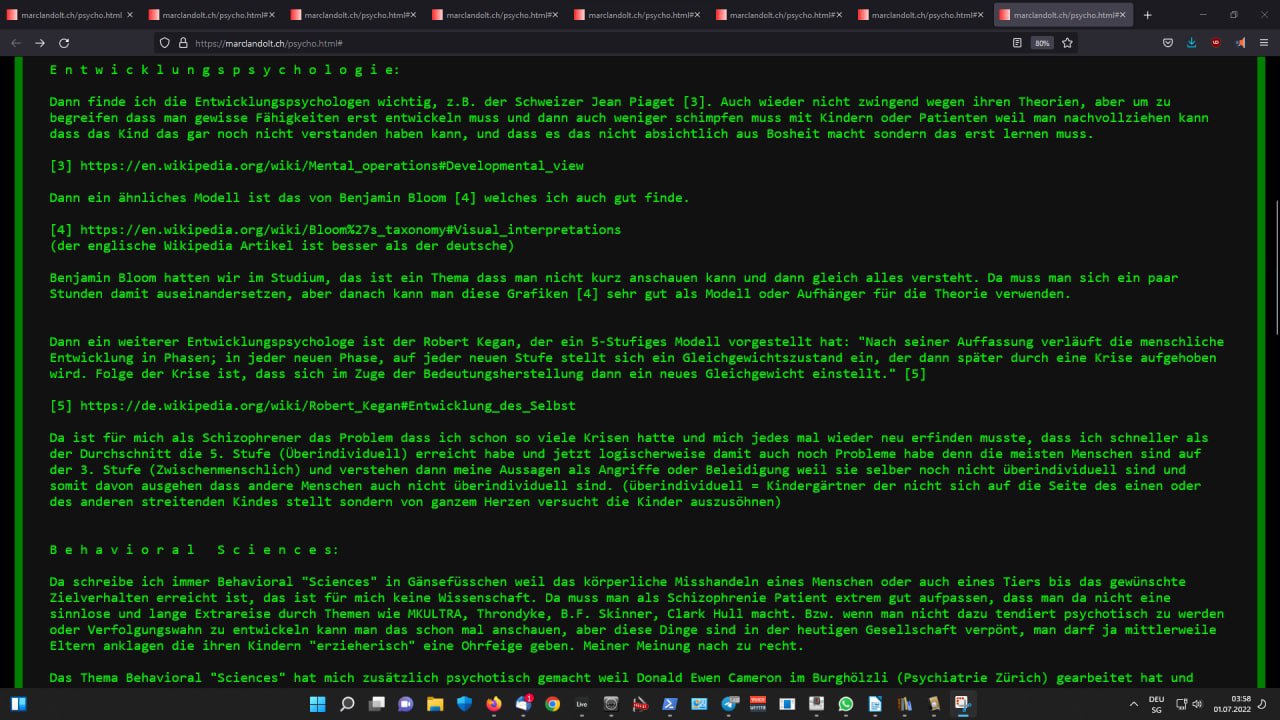 marclandolt.ch/psycho.html
marclandolt.ch/psycho.html#
marclandolt.ch/psycho.html#
marclandolt.ch/psycho.html#
marclandolt.ch/psycho.html#
marclandolt.ch/psycho.html#
marclandolt.ch/psycho.html#
marclandolt.ch/psycho.html#
https://marclandolt.ch/psycho.html#
80%
E n t w i c k l u n g s p s y c h o l o g i e:
Dann finde ich die Entwicklungspsychologen wichtig, z.B. der Schweizer Jean Piaget [3]. Auch wieder nicht zwingend wegen ihren Theorien, aber um zu
begreifen dass man gewisse Fähigkeiten erst entwickeln muss und dann auch weniger schimpfen muss mit Kindern oder Patienten weil man nachvollziehen kann
dass das Kind das gar noch nicht verstanden haben kann, und dass es das nicht absichtlich aus Bosheit macht sondern das erst lernen muss.
[3] https://en.wikipedia.org/wiki/Mental_operations#Developmental_view
Dann ein ähnliches Modell ist das von Benjamin Bloom [4] welches ich auch gut finde.
[4] https://en.wikipedia.org/wiki/Bloom%27s_taxonomy#Visual_interpretations
(der englische Wikipedia Artikel ist besser als der deutsche)
Benjamin Bloom hatten wir im Studium, das ist ein Thema dass man nicht kurz anschauen kann und dann gleich alles versteht. Da muss man sich ein paar
Stunden damit auseinandersetzen, aber danach kann man diese Grafiken [4] sehr gut als Modell oder Aufhänger für die Theorie verwenden.
Dann ein weiterer Entwicklungspsychologe ist der Robert Kegan, der ein 5-Stufiges Modell vorgestellt hat: "Nach seiner Auffassung verläuft die menschliche
Entwicklung in Phasen; in jeder neuen Phase, auf jeder neuen Stufe stellt sich ein Gleichgewichtszustand ein, der dann später durch eine Krise aufgehoben
wird. Folge der Krise ist, dass sich im Zuge der Bedeutungsherstellung dann ein neues Gleichgewicht einstellt." [5]
[5] https://de.wikipedia.org/wiki/Robert_Kegan#Entwicklung_des_Selbst
Da ist für mich als Schizophrener das Problem dass ich schon so viele Krisen hatte und mich jedes mal wieder neu erfinden musste, dass ich schneller als
der Durchschnitt die 5. Stufe (Überindividuell) erreicht habe und jetzt logischerweise damit auch noch Probleme habe denn die meisten Menschen sind auf
der 3. Stufe (Zwischenmenschlich) und verstehen dann meine Aussagen als Angriffe oder Beleidigung weil sie selber noch nicht überindividuell sind und
somit davon ausgehen dass andere Menschen auch nicht überindividuell sind. (überindividuell = Kindergärtner der nicht sich auf die Seite des einen oder
des anderen streitenden Kindes stellt sondern von ganzem Herzen versucht die Kinder auszusöhnen)
B e h a v i o r a l   S c i e n c e s:
Da schreibe ich immer Behavioral "Sciences" in Gänsefüsschen weil das körperliche Misshandeln eines Menschen oder auch eines Tiers bis das gewünschte
Zielverhalten erreicht ist, das ist für mich keine Wissenschaft. Da muss man als Schizophrenie Patient extrem gut aufpassen, dass man da nicht eine
sinnlose und lange Extrareise durch Themen wie MKULTRA, Throndyke, B.F. Skinner, Clark Hull macht. Bzw. wenn man nicht dazu tendiert psychotisch zu werden
oder Verfolgungswahn zu entwickeln kann man das schon mal anschauen, aber diese Dinge sind in der heutigen Gesellschaft verpönt, man darf ja mittlerweile
Eltern anklagen die ihren Kindern "erzieherisch" eine Ohrfeige geben. Meiner Meinung nach zu recht.
Das Thema Behavioral "Sciences" hat mich zusätzlich psychotisch gemacht weil Donald Ewen Cameron im Burghölzli (Psychiatrie Zürich) gearbeitet hat und
1
Live
DEU
SG
03:58
01.07.2022